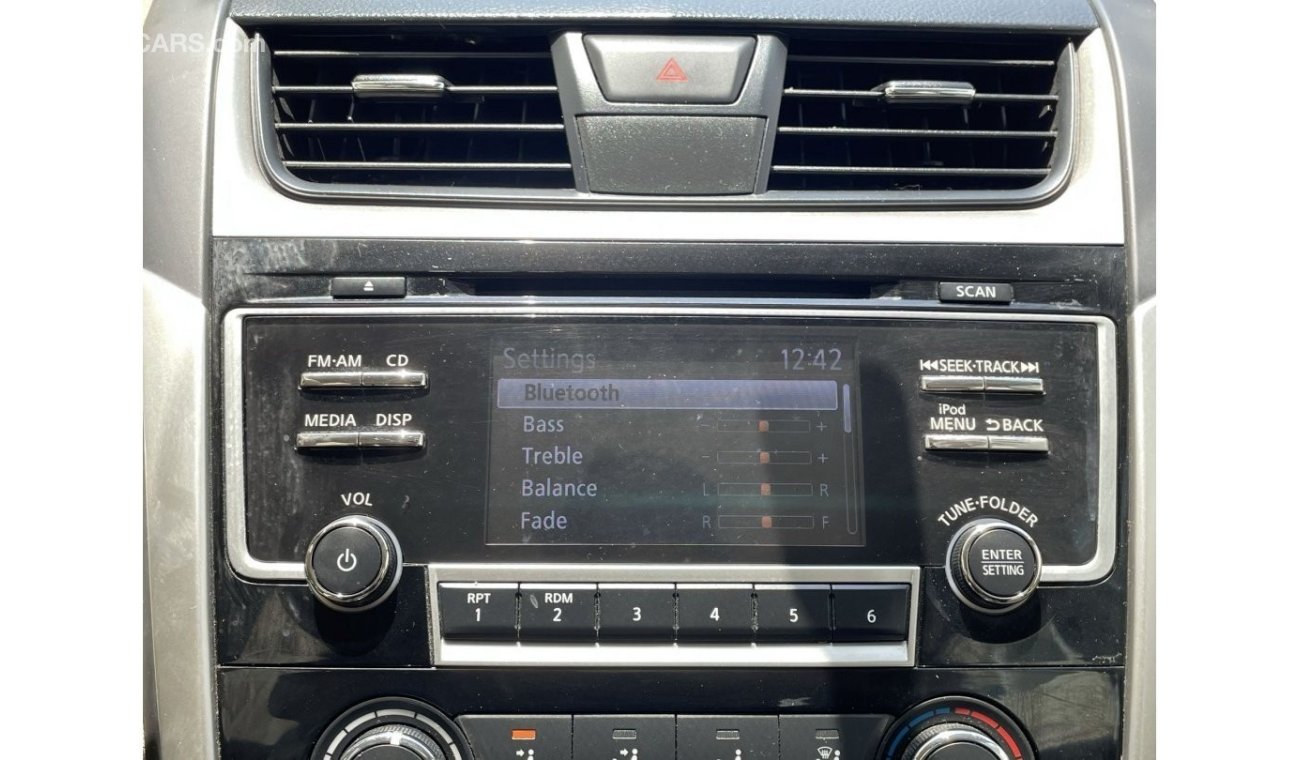 CARS.com
SCAN
FM·AM CD
MEDIA DISP
VOL
Settings 12:42
Bluetooth
Bass - +
Treble - +
Balance L R
Fade R F
SEEK·TRACK
iPod
MENU BACK
TUNE·FOLDER
ENTER
SETTING
RPT RDM
1 2 3 4 5 6